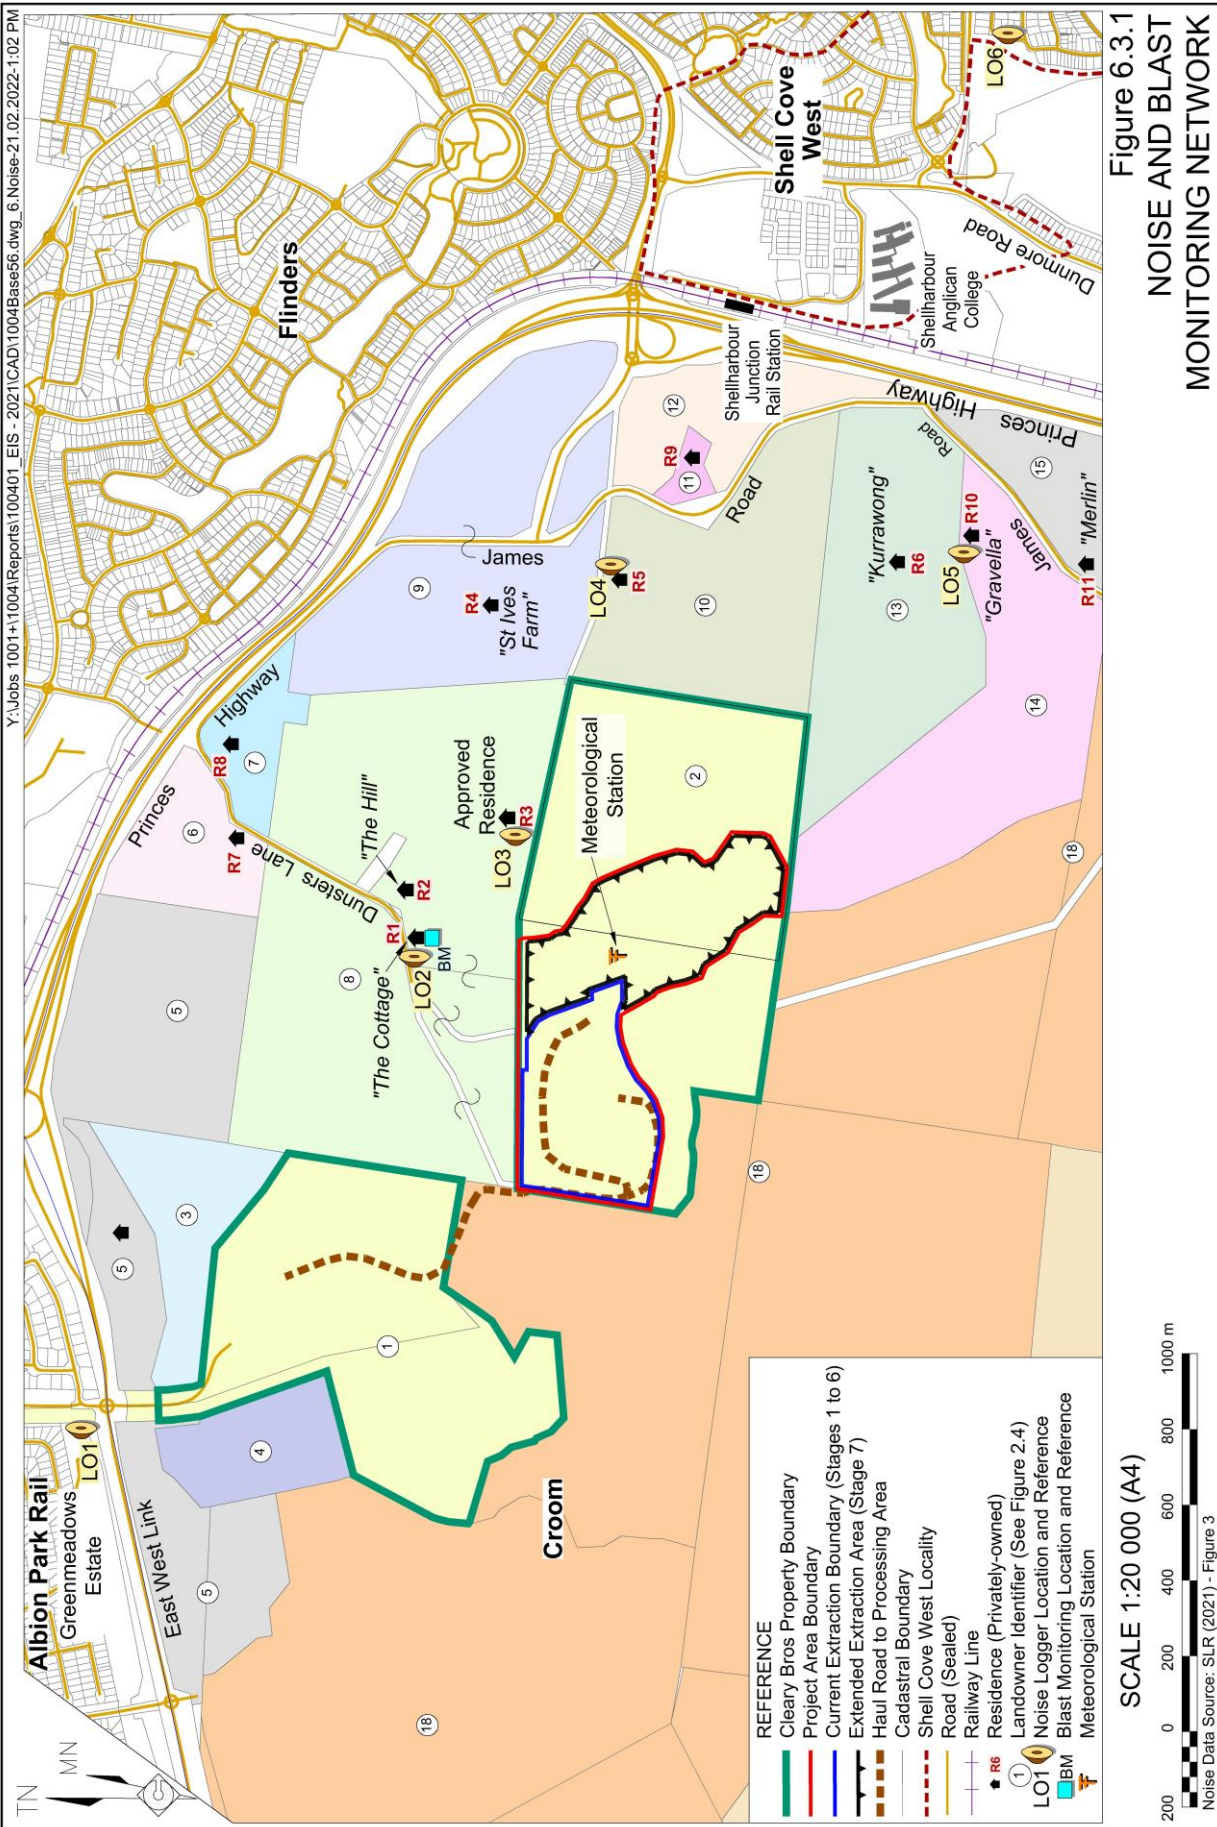 Y:\Jobs 1001+\1004\Reports\100401_EIS - 2021\CAD\1004Base56.dwg_6.Noise-21.02.2022-1:02 PM
TN
MN
Albion Park Rail
Greenmeadows
Estate
LO1
East West Link
5
5
5
3
4
1
18
Croom
Princes
Highway
6
7
R7
R8
Flinders
Dunsters Lane
"The Hill"
R2
R1
BM
LO2
"The Cottage"
8
Approved
Residence
R3
LO3
9
R4
"St Ives
Farm"
James
Road
LO4
R5
10
Meteorological
Station
2
12
R9
11
Shellharbour
Junction
Rail Station
Shell Cove
West
Shellharbour
Anglican
College
Dunmore Road
LO6
Princes
Highway
"Kurrawong"
R6
13
LO5
R10
"Gravella"
James
Road
15
R11
"Merlin"
14
18
18
REFERENCE
Cleary Bros Property Boundary
Project Area Boundary
Current Extraction Boundary (Stages 1 to 6)
Extended Extraction Area (Stage 7)
Haul Road to Processing Area
Cadastral Boundary
Shell Cove West Locality
Road (Sealed)
Railway Line
R6 Residence (Privately-owned)
1 Landowner Identifier (See Figure 2.4)
LO1 Noise Logger Location and Reference
BM Blast Monitoring Location and Reference
Meteorological Station
SCALE 1:20 000 (A4)
200 0 200 400 600 800 1000 m
Noise Data Source: SLR (2021) - Figure 3
Figure 6.3.1
NOISE AND BLAST
MONITORING NETWORK